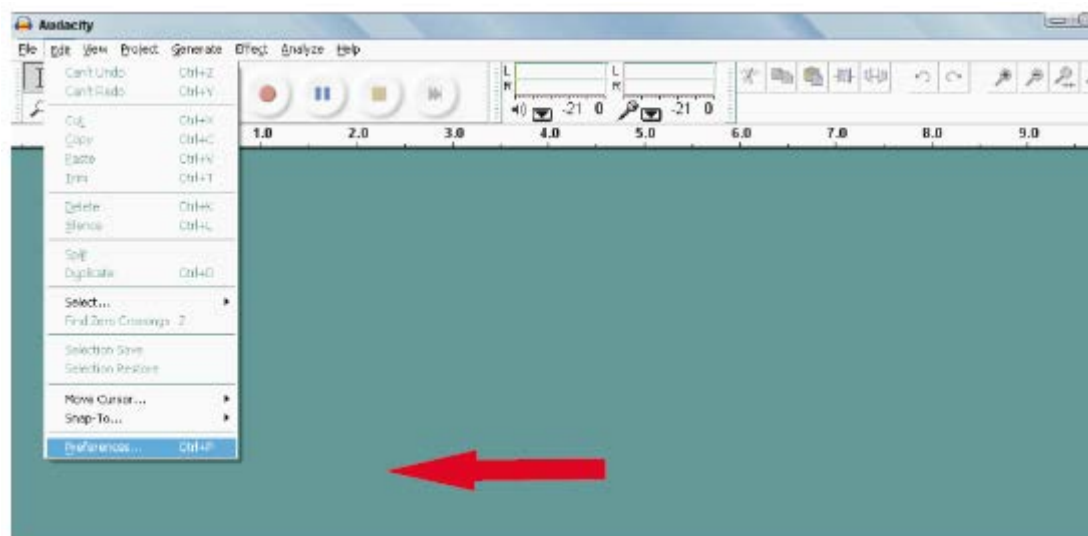 Audacity
File Edit View Project Generate Effect Analyze Help
Can't Undo Ctrl+Z
Can't Redo Ctrl+Y
Cut Ctrl+X
Copy Ctrl+C
Paste Ctrl+V
Trim Ctrl+T
Delete Ctrl+K
Silence Ctrl+L
Split
Duplicate Ctrl+D
Select...
Find Zero Crossings Z
Selection Save
Selection Restore
Move Cursor...
Snap-To...
Preferences... Ctrl+P
L
R
-21 0
L
R
-21 0
1.0 2.0 3.0 4.0 5.0 6.0 7.0 8.0 9.0